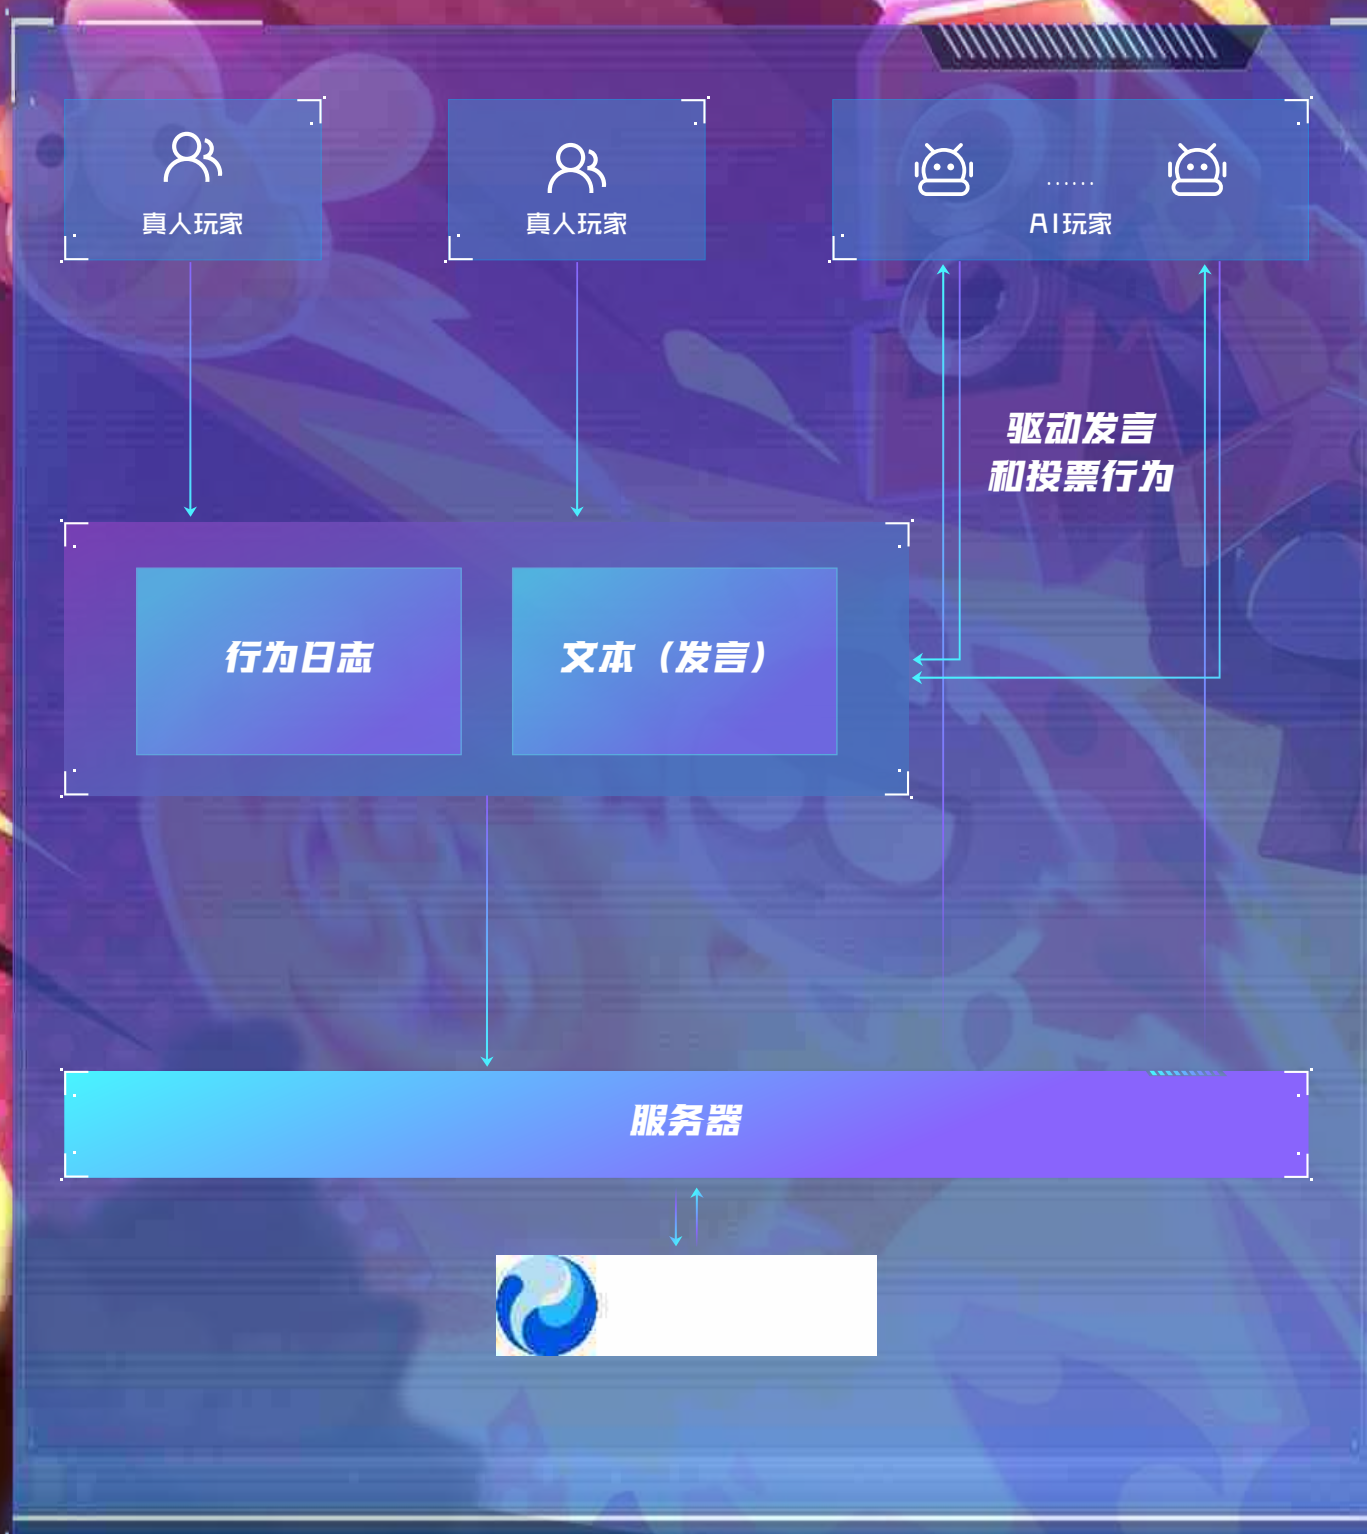 真人玩家
真人玩家
......
AI玩家
驱动发言
和投票行为
行为日志
文本（发言）
服务器